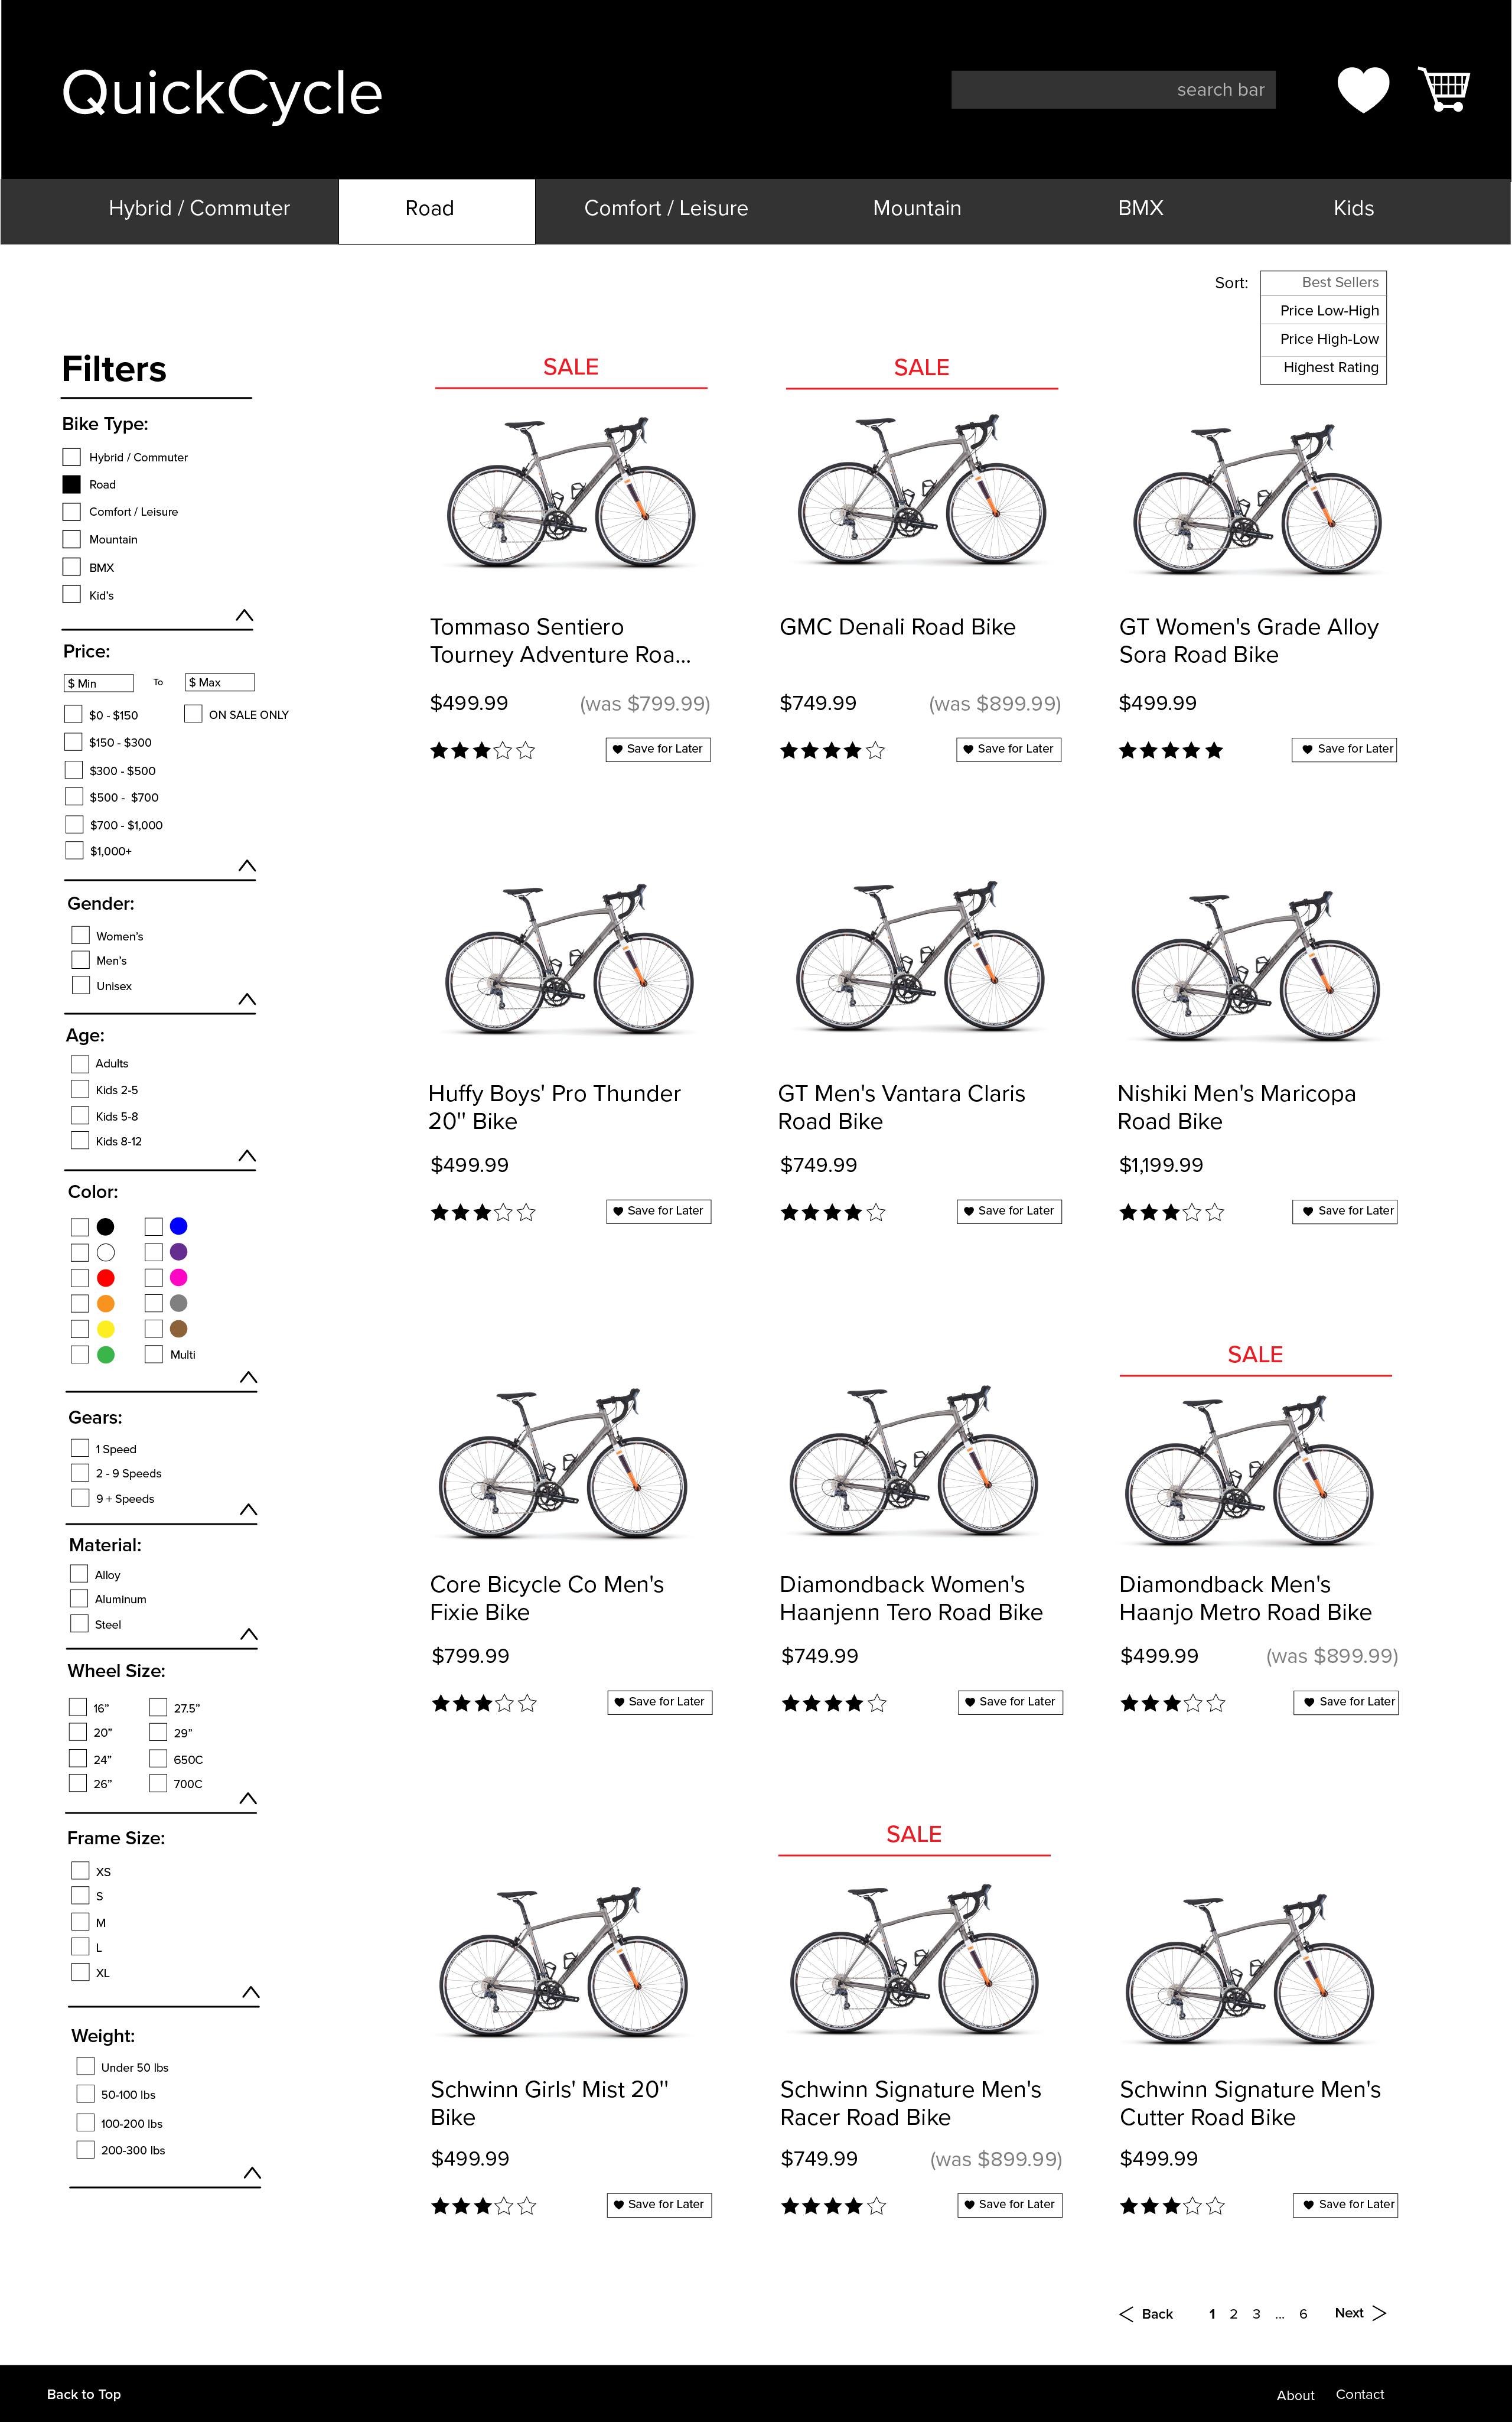 QuickCycle
search bar
Hybrid / Commuter
Road
Comfort / Leisure
Mountain
BMX
Kids
Sort:
Best Sellers
Price Low-High
Price High-Low
Highest Rating
Filters
Bike Type:
Hybrid / Commuter
Road
Comfort / Leisure
Mountain
BMX
Kid's
Price:
$ Min
To
$ Max
$0 - $150
ON SALE ONLY
$150 - $300
$300 - $500
$500 -  $700
$700 - $1,000
$1,000+
Gender:
Women's
Men's
Unisex
Age:
Adults
Kids 2-5
Kids 5-8
Kids 8-12
Color:
Multi
Gears:
1 Speed
2 - 9 Speeds
9 + Speeds
Material:
Alloy
Aluminum
Steel
Wheel Size:
16”
27.5”
20”
29”
24”
650C
26”
700C
Frame Size:
XS
S
M
L
XL
Weight:
Under 50 lbs
50-100 lbs
100-200 lbs
200-300 lbs
SALE
Tommaso Sentiero
Tourney Adventure Roa...
$499.99 (was $799.99)
Save for Later
SALE
GMC Denali Road Bike
$749.99 (was $899.99)
Save for Later
GT Women's Grade Alloy
Sora Road Bike
$499.99
Save for Later
Huffy Boys' Pro Thunder
20" Bike
$499.99
Save for Later
GT Men's Vantara Claris
Road Bike
$749.99
Save for Later
Nishiki Men's Maricopa
Road Bike
$1,199.99
Save for Later
Core Bicycle Co Men's
Fixie Bike
$799.99
Save for Later
Diamondback Women's
Haanjenn Tero Road Bike
$749.99
Save for Later
SALE
Diamondback Men's
Haanjo Metro Road Bike
$499.99 (was $899.99)
Save for Later
Schwinn Girls' Mist 20"
Bike
$499.99
Save for Later
SALE
Schwinn Signature Men's
Racer Road Bike
$749.99 (was $899.99)
Save for Later
Schwinn Signature Men's
Cutter Road Bike
$499.99
Save for Later
Back 1 2 3 ... 6 Next
Back to Top
About
Contact